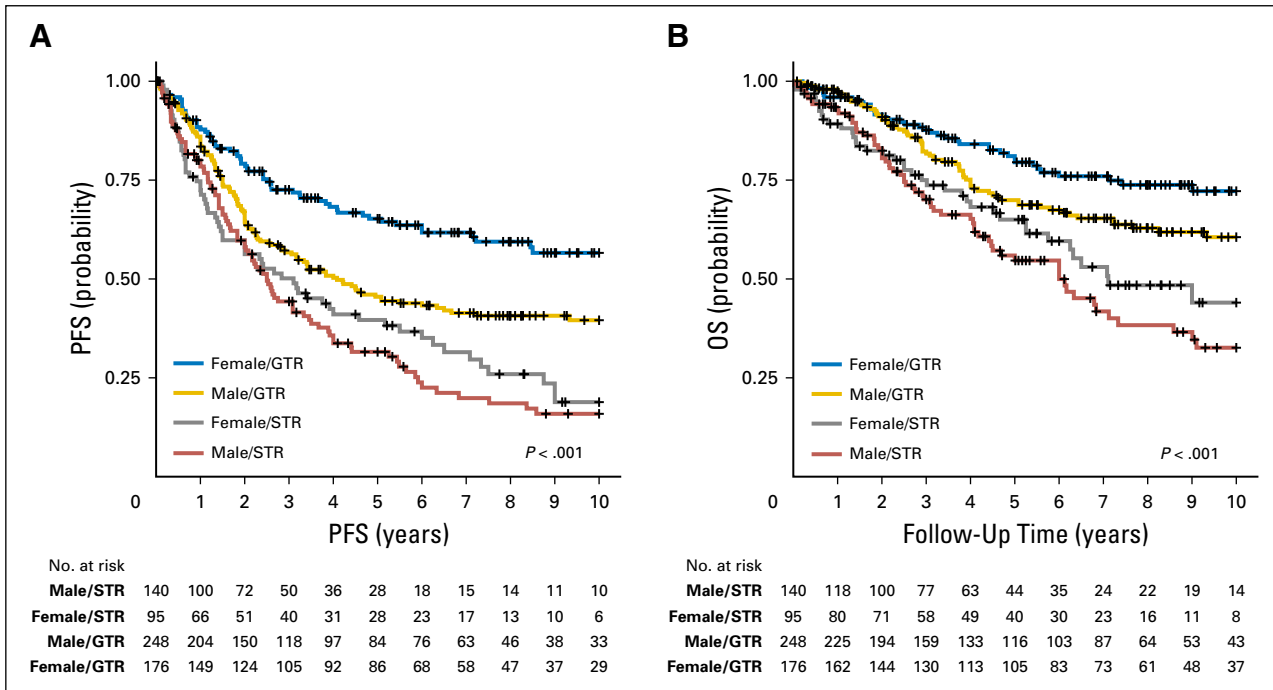 A
1.00
0.75
0.50
0.25
PFS (probability)
Female/GTR
Male/GTR
Female/STR
Male/STR
P < .001
0 1 2 3 4 5 6 7 8 9 10
PFS (years)
No. at risk
Male/STR 140 100 72 50 36 28 18 15 14 11 10
Female/STR 95 66 51 40 31 28 23 17 13 10 6
Male/GTR 248 204 150 118 97 84 76 63 46 38 33
Female/GTR 176 149 124 105 92 86 68 58 47 37 29
B
1.00
0.75
0.50
0.25
OS (probability)
Female/GTR
Male/GTR
Female/STR
Male/STR
P < .001
0 1 2 3 4 5 6 7 8 9 10
Follow-Up Time (years)
No. at risk
Male/STR 140 118 100 77 63 44 35 24 22 19 14
Female/STR 95 80 71 58 49 40 30 23 16 11 8
Male/GTR 248 225 194 159 133 116 103 87 64 53 43
Female/GTR 176 162 144 130 113 105 83 73 61 48 37